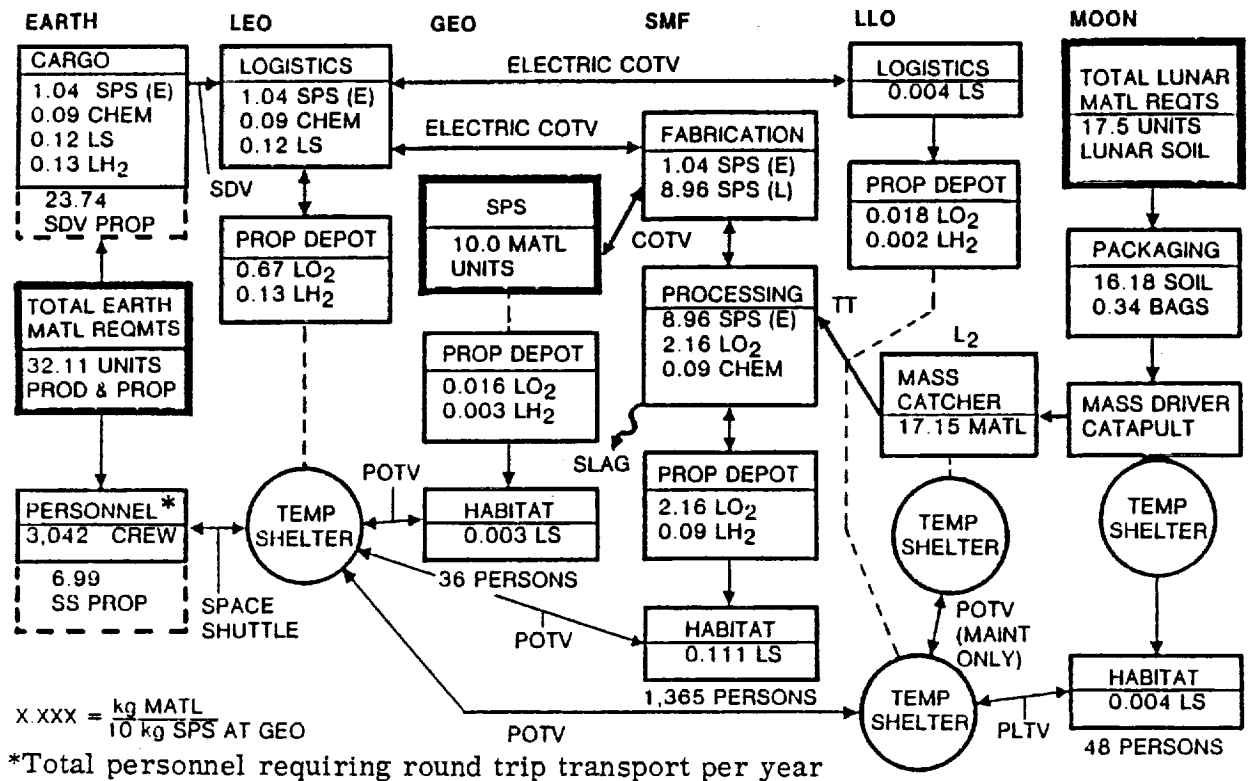 EARTH
LEO
GEO
SMF
LLO
MOON
CARGO
1.04 SPS (E)
0.09 CHEM
0.12 LS
0.13 LH2
23.74
SDV PROP
TOTAL EARTH
MATL REQMTS
32.11 UNITS
PROD & PROP
PERSONNEL*
3,042 CREW
6.99
SS PROP
SDV
SPACE
SHUTTLE
LOGISTICS
1.04 SPS (E)
0.09 CHEM
0.12 LS
PROP DEPOT
0.67 LO2
0.13 LH2
TEMP
SHELTER
ELECTRIC COTV
ELECTRIC COTV
SPS
10.0 MATL
UNITS
COTV
PROP DEPOT
0.016 LO2
0.003 LH2
POTV
HABITAT
0.003 LS
36 PERSONS
POTV
FABRICATION
1.04 SPS (E)
8.96 SPS (L)
PROCESSING
8.96 SPS (E)
2.16 LO2
0.09 CHEM
SLAG
PROP DEPOT
2.16 LO2
0.09 LH2
HABITAT
0.111 LS
1,365 PERSONS
POTV
LOGISTICS
0.004 LS
PROP DEPOT
0.018 LO2
0.002 LH2
TT
L2
MASS
CATCHER
17.15 MATL
TEMP
SHELTER
POTV
(MAINT
ONLY)
TEMP
SHELTER
PLTV
TOTAL LUNAR
MATL REQTS
17.5 UNITS
LUNAR SOIL
PACKAGING
16.18 SOIL
0.34 BAGS
MASS DRIVER
CATAPULT
TEMP
SHELTER
HABITAT
0.004 LS
48 PERSONS
X.XXX = kg MATL
10 kg SPS AT GEO
*Total personnel requiring round trip transport per year